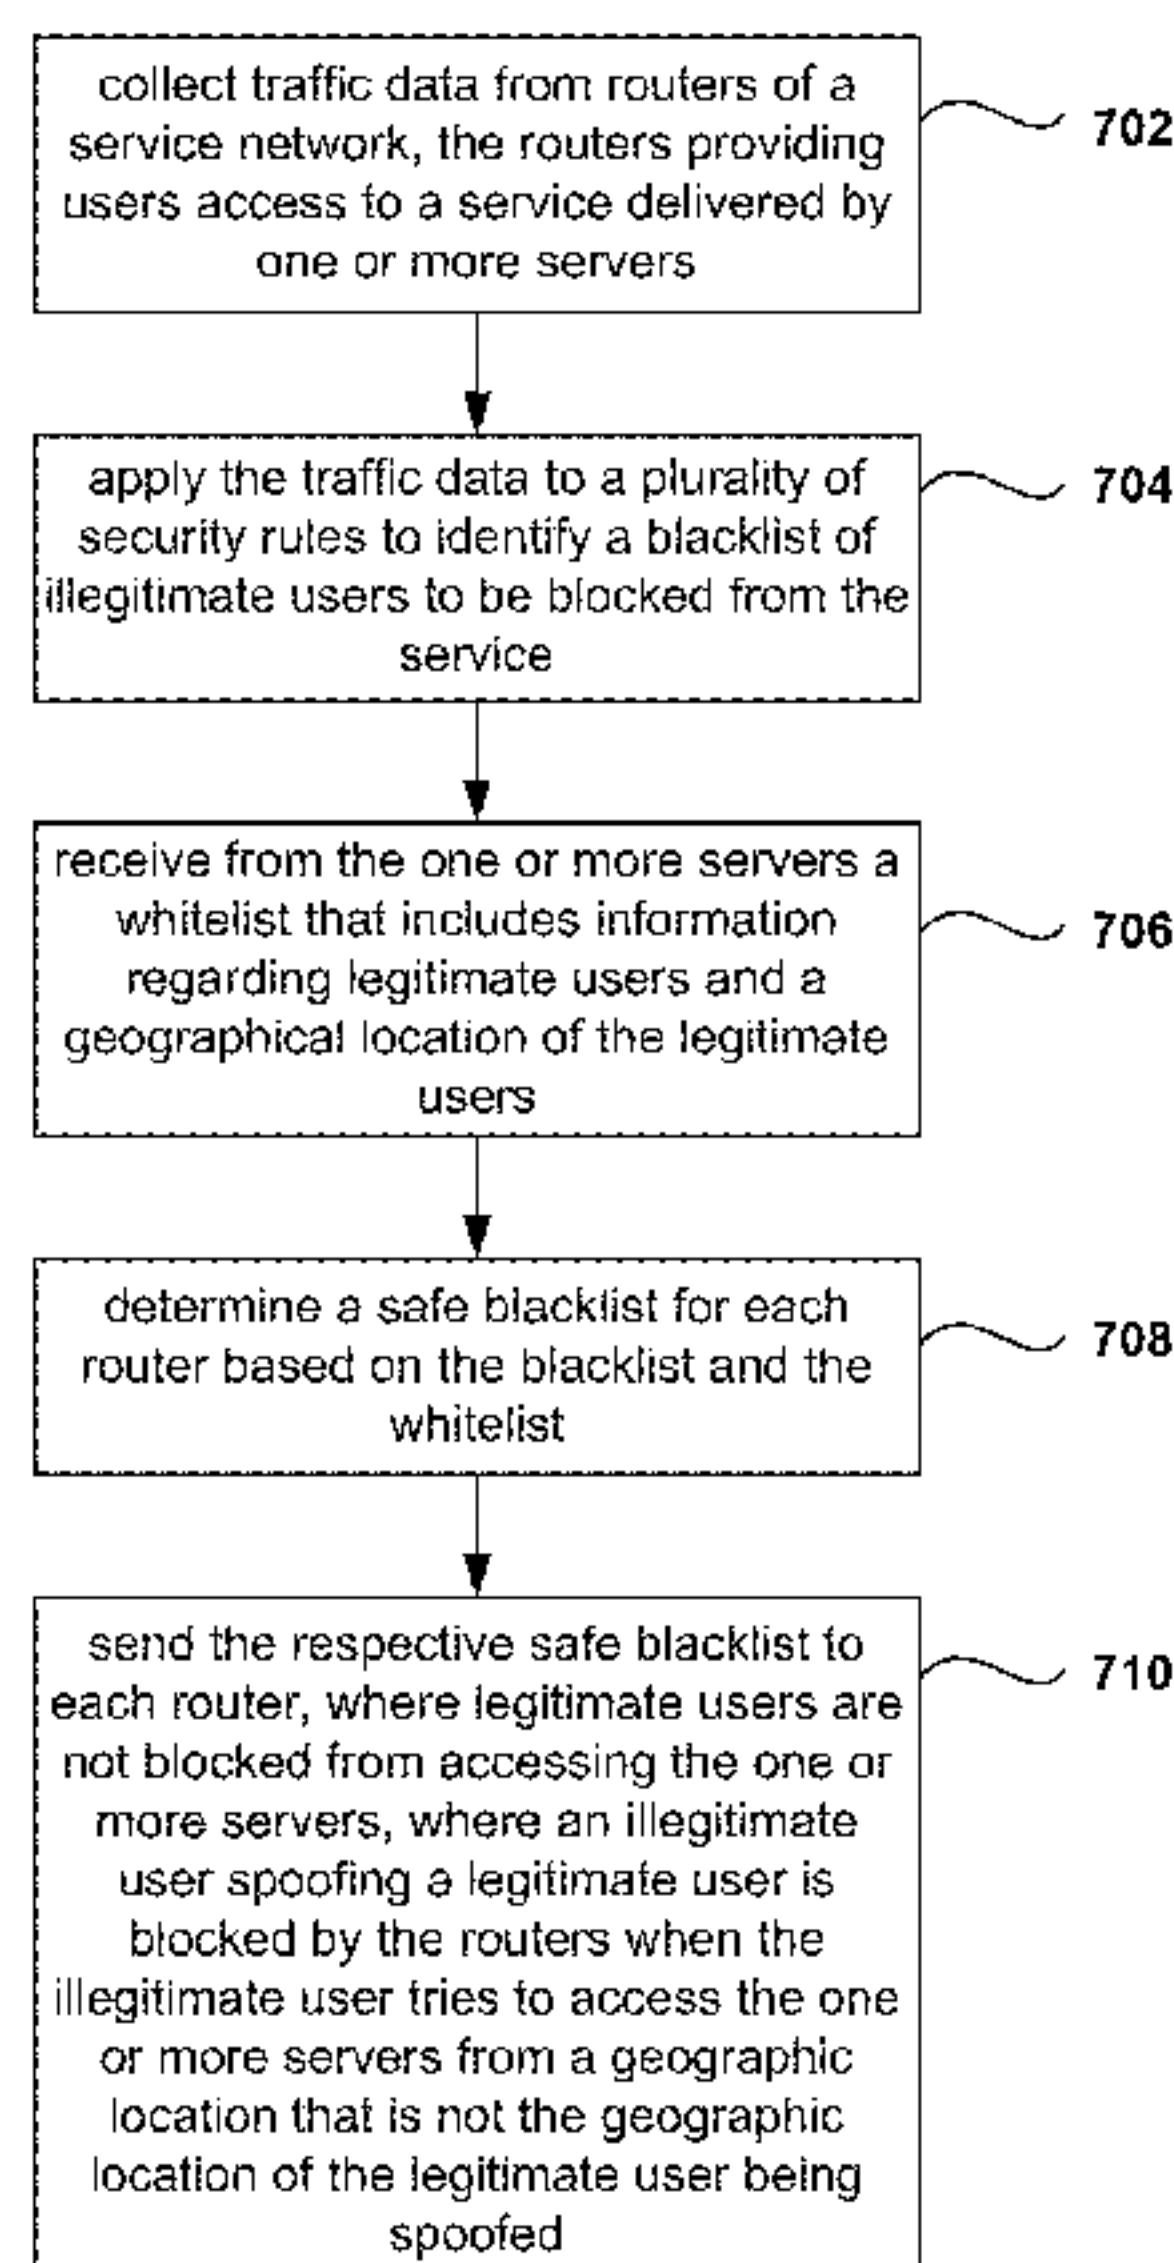 collect traffic data from routers of a
service network, the routers providing
users access to a service delivered by
one or more servers
702
apply the traffic data to a plurality of
security rules to identify a blacklist of
illegitimate users to be blocked from the
service
704
receive from the one or more servers a
whitelist that includes information
regarding legitimate users and a
geographical location of the legitimate
users
706
determine a safe blacklist for each
router based on the blacklist and the
whitelist
708
send the respective safe blacklist to
each router, where legitimate users are
not blocked from accessing the one or
more servers, where an illegitimate
user spoofing a legitimate user is
blocked by the routers when the
illegitimate user tries to access the one
or more servers from a geographic
location that is not the geographic
location of the legitimate user being
spoofed
710